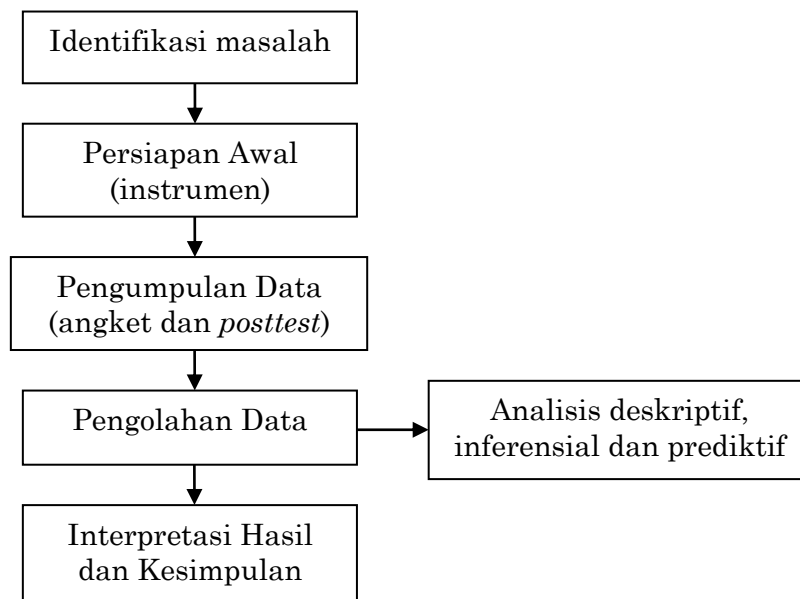 Identifikasi masalah
Persiapan Awal
(instrumen)
Pengumpulan Data
(angket dan posttest)
Pengolahan Data
Analisis deskriptif,
inferensial dan prediktif
Interpretasi Hasil
dan Kesimpulan